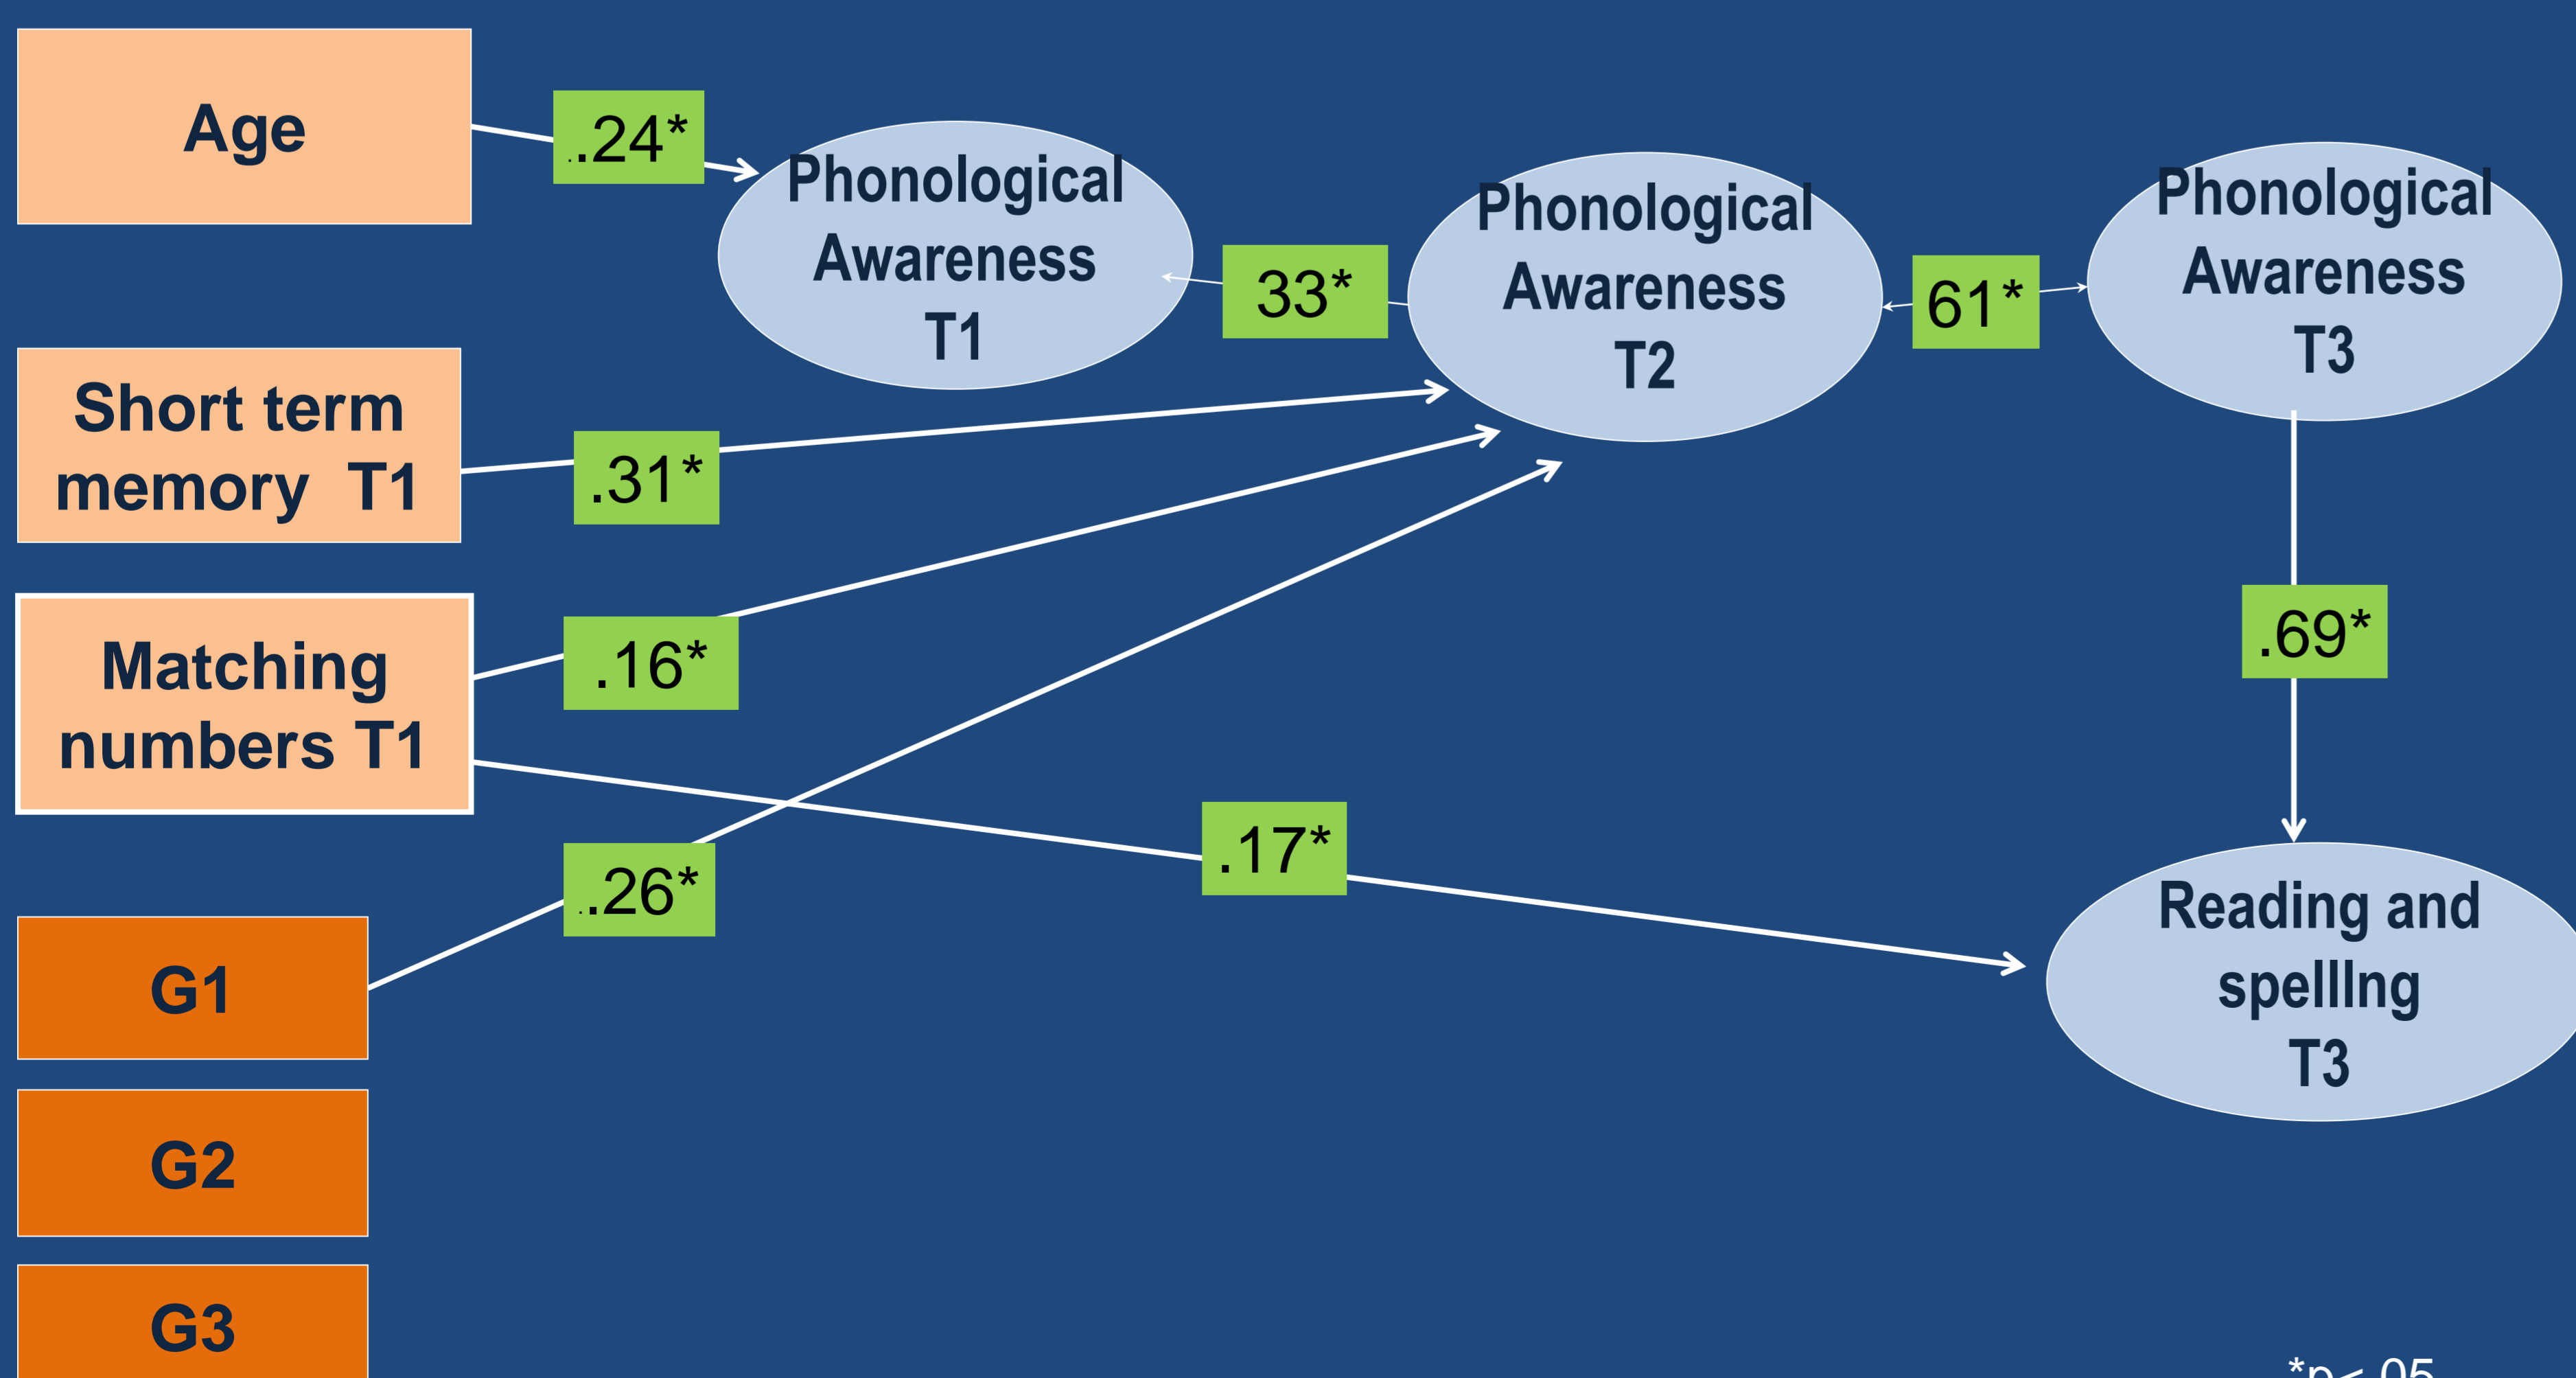 Age
..24*
Phonological
Awareness
T1
33*
Phonological
Awareness
T2
61*
Phonological
Awareness
T3
Short term
memory T1
.31*
Matching
numbers T1
.16*
.69*
.17*
..26*
G1
Reading and
spelllng
T3
G2
G3
*p<.05